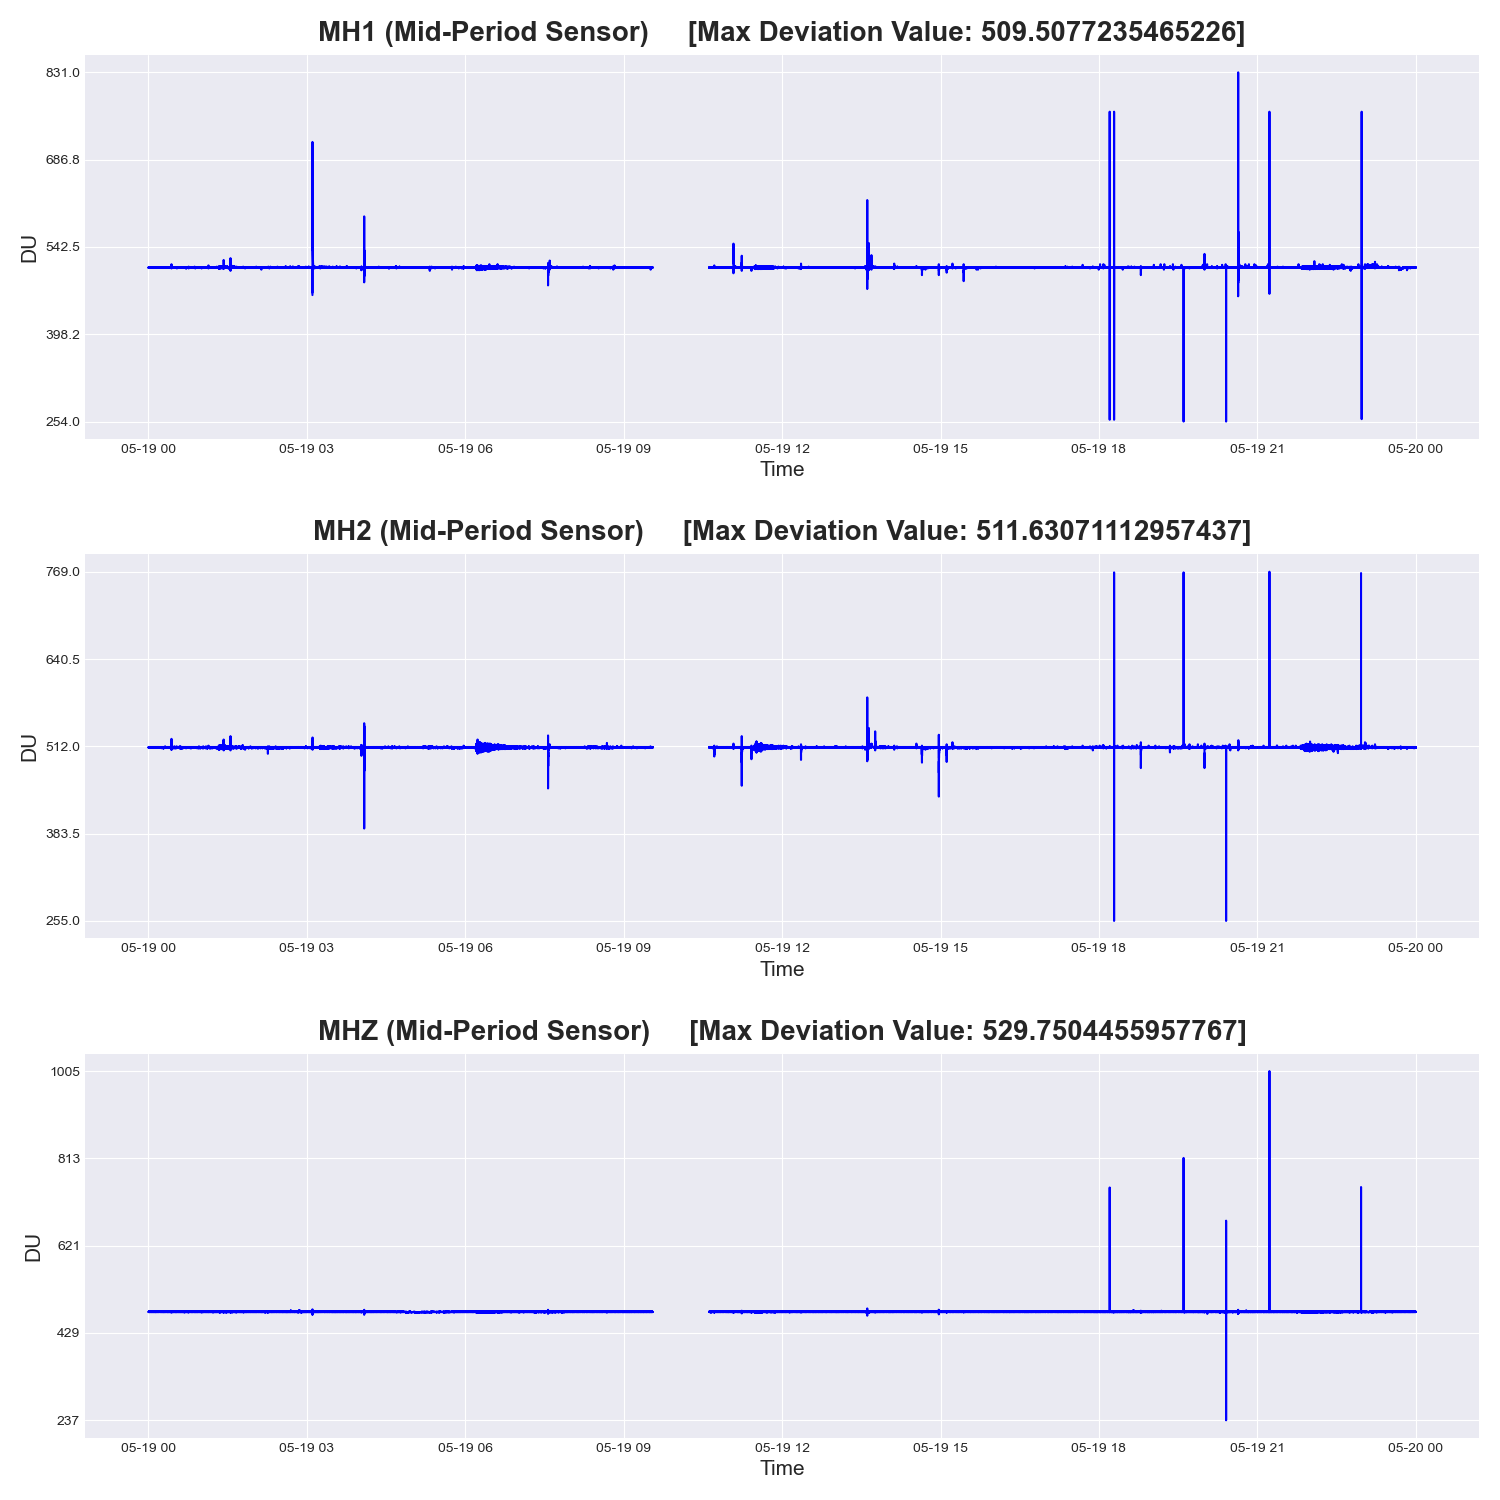 MH1 (Mid-Period Sensor) [Max Deviation Value: 509.5077235465226]
831.0
686.8
542.5
398.2
254.0
DU
05-19 00 05-19 03 05-19 06 05-19 09 05-19 12 05-19 15 05-19 18 05-19 21 05-20 00
Time
MH2 (Mid-Period Sensor) [Max Deviation Value: 511.63071112957437]
769.0
640.5
512.0
383.5
255.0
DU
05-19 00 05-19 03 05-19 06 05-19 09 05-19 12 05-19 15 05-19 18 05-19 21 05-20 00
Time
MHZ (Mid-Period Sensor) [Max Deviation Value: 529.7504455957767]
1005
813
621
429
237
DU
05-19 00 05-19 03 05-19 06 05-19 09 05-19 12 05-19 15 05-19 18 05-19 21 05-20 00
Time